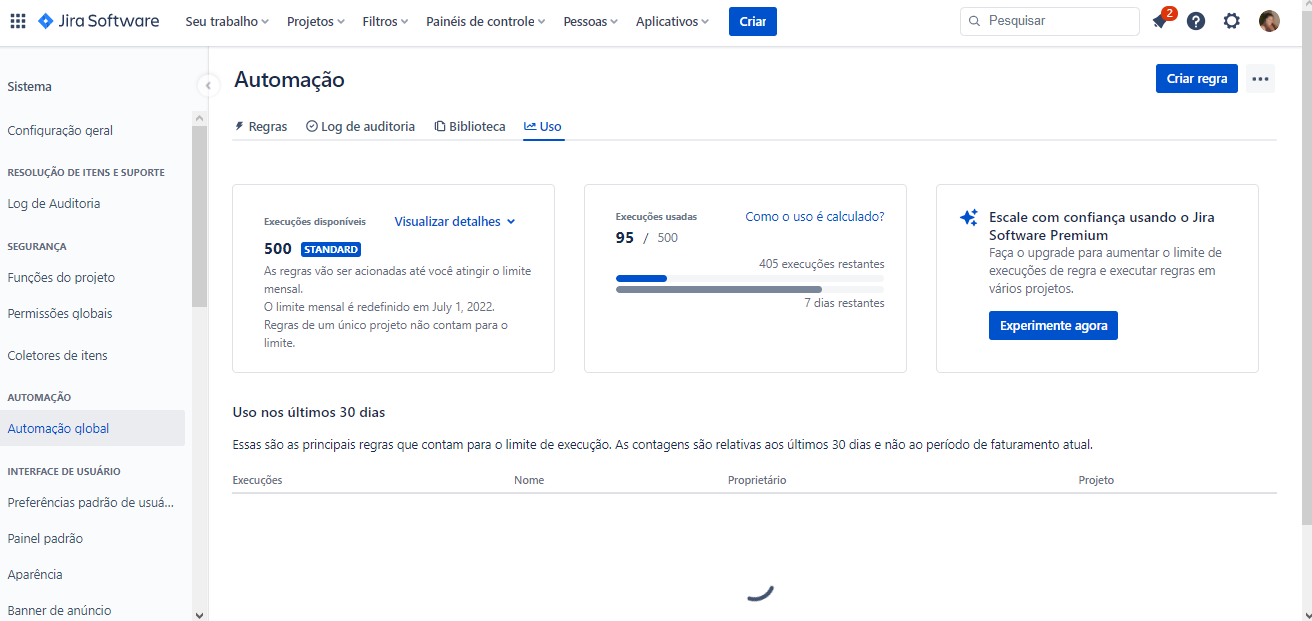 Jira Software
Seu trabalho
Projetos
Filtros
Painéis de controle
Pessoas
Aplicativos
Criar
Pesquisar
2
Sistema
Configuração geral
RESOLUÇÃO DE ITENS E SUPORTE
Log de Auditoria
SEGURANÇA
Funções do projeto
Permissões globais
Coletores de itens
AUTOMAÇÃO
Automação global
INTERFACE DE USUÁRIO
Preferências padrão de usuá...
Painel padrão
Aparência
Banner de anúncio
Automação
Criar regra
Regras
Log de auditoria
Biblioteca
Uso
Execuções disponíveis
Visualizar detalhes
500 STANDARD
As regras vão ser acionadas até você atingir o limite
mensal.
O limite mensal é redefinido em July 1, 2022.
Regras de um único projeto não contam para o
limite.
Execuções usadas
Como o uso é calculado?
95 / 500
405 execuções restantes
7 dias restantes
Escale com confiança usando o Jira
Software Premium
Faça o upgrade para aumentar o limite de
execuções de regra e executar regras em
vários projetos.
Experimente agora
Uso nos últimos 30 dias
Essas são as principais regras que contam para o limite de execução. As contagens são relativas aos últimos 30 dias e não ao período de faturamento atual.
Execuções
Nome
Proprietário
Projeto